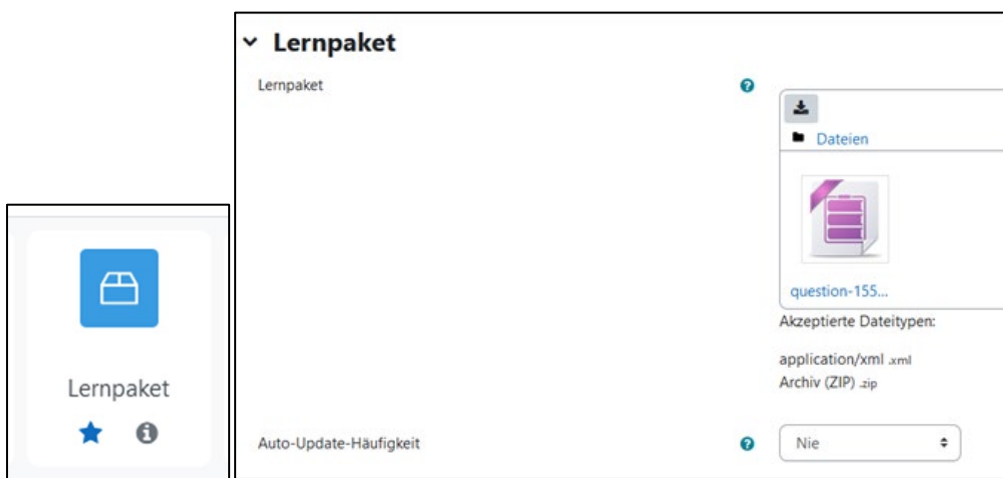 Lernpaket
Lernpaket
Lernpaket
Dateien
question-155...
Akzeptierte Dateitypen:
application/xml .xml
Archiv (ZIP) .zip
Auto-Update-Häufigkeit
Nie